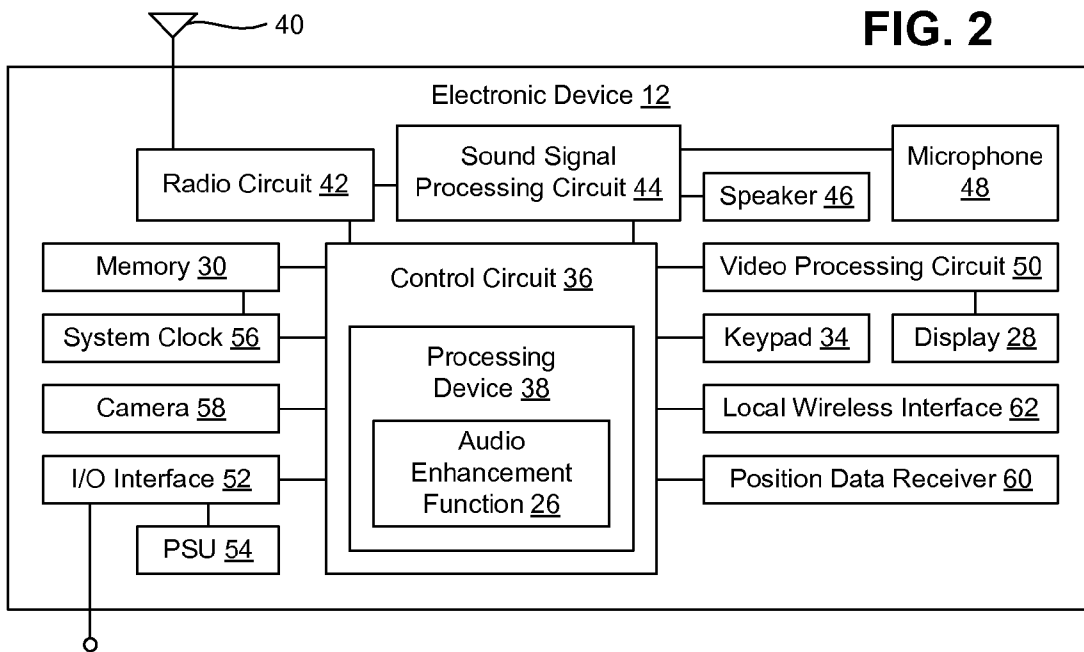 40
FIG. 2
Electronic Device 12
Radio Circuit 42
Sound Signal
Processing Circuit 44
Microphone
48
Speaker 46
Memory 30
Control Circuit 36
Video Processing Circuit 50
System Clock 56
Processing
Device 38
Keypad 34
Display 28
Camera 58
Local Wireless Interface 62
Audio
Enhancement
Function 26
I/O Interface 52
Position Data Receiver 60
PSU 54